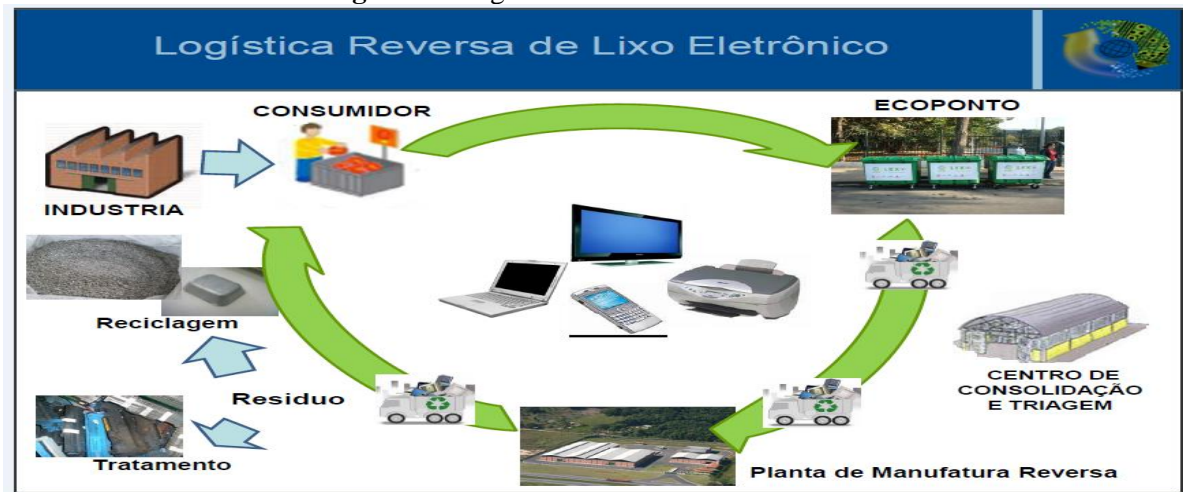 Logística Reversa de Lixo Eletrônico
CONSUMIDOR
ECOPONTO
INDUSTRIA
Reciclagem
CENTRO DE
CONSOLIDAÇÃO
E TRIAGEM
Residuo
Tratamento
Planta de Manufatura Reversa